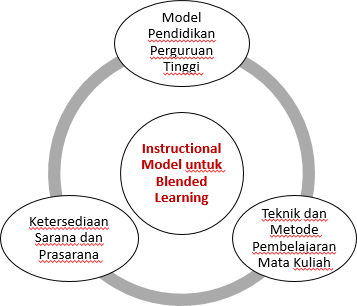 Model
Pendidikan
Perguruan
Tinggi
Instructional
Model untuk
Blended
Learning
Ketersediaan
Sarana dan
Prasarana
Teknik dan
Metode
Pembelajaran
Mata Kuliah